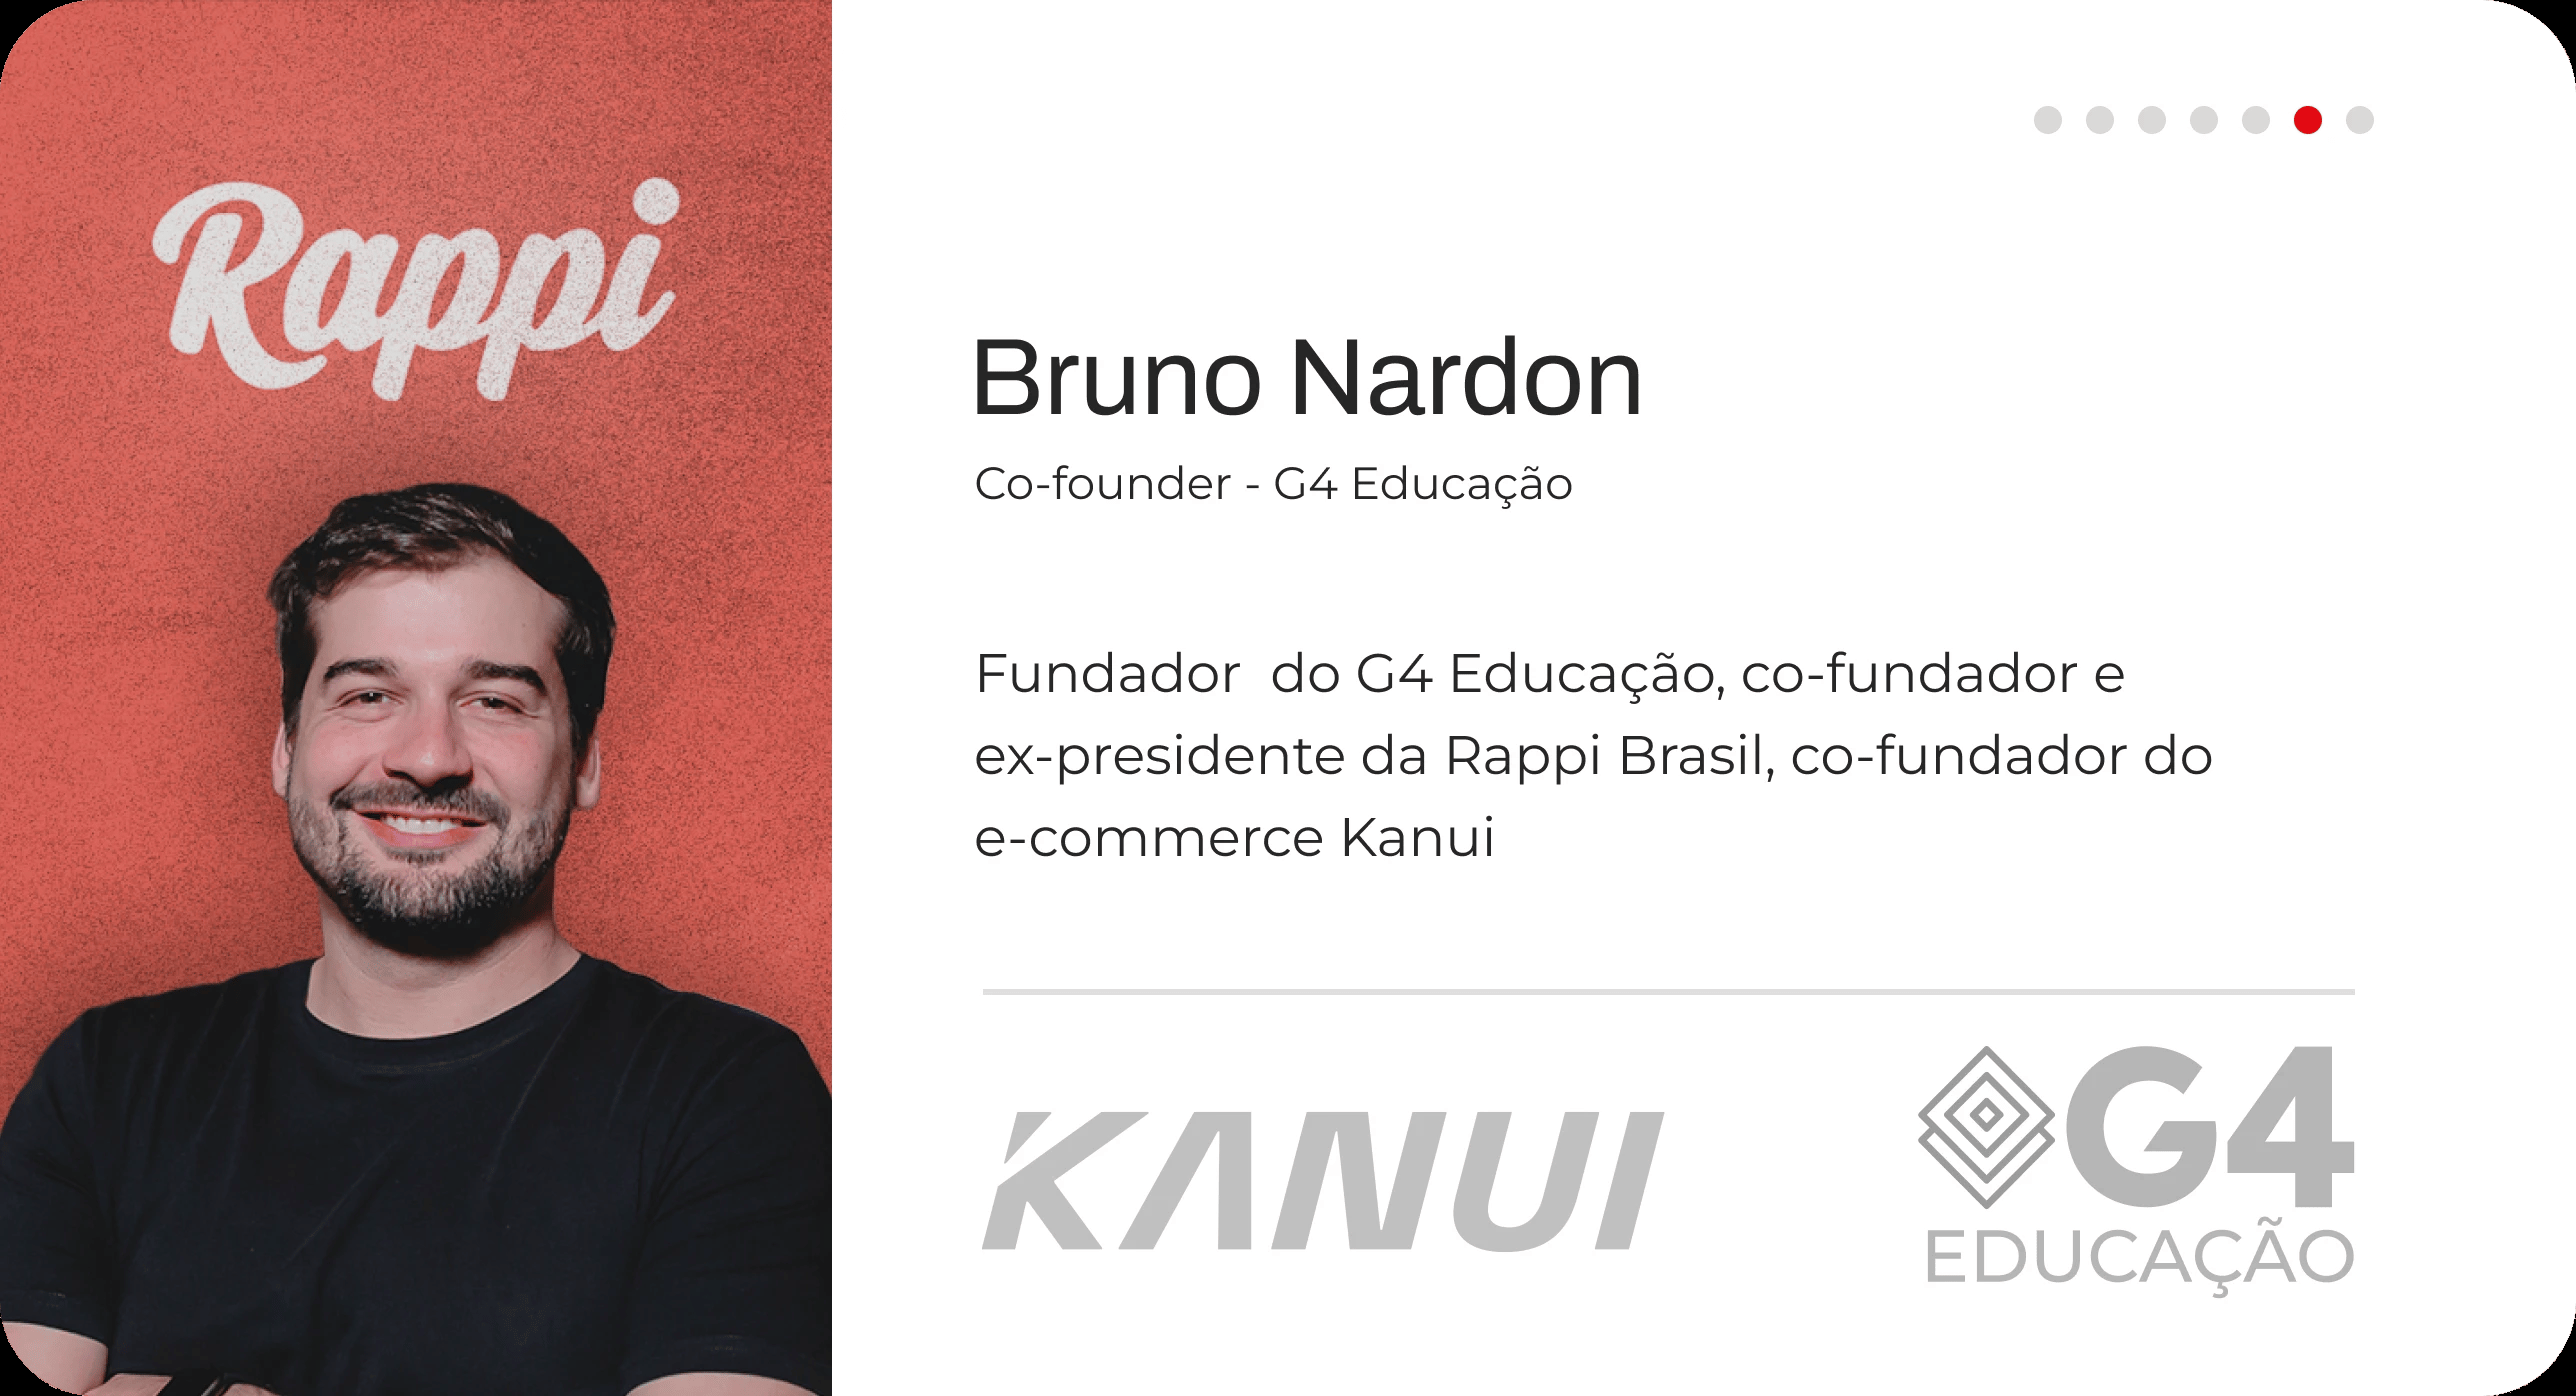 Rappi
Bruno Nardon
Co-founder - G4 Educação
Fundador do G4 Educação, co-fundador e
ex-presidente da Rappi Brasil, co-fundador do
e-commerce Kanui
KANUI
G4
EDUCAÇÃO